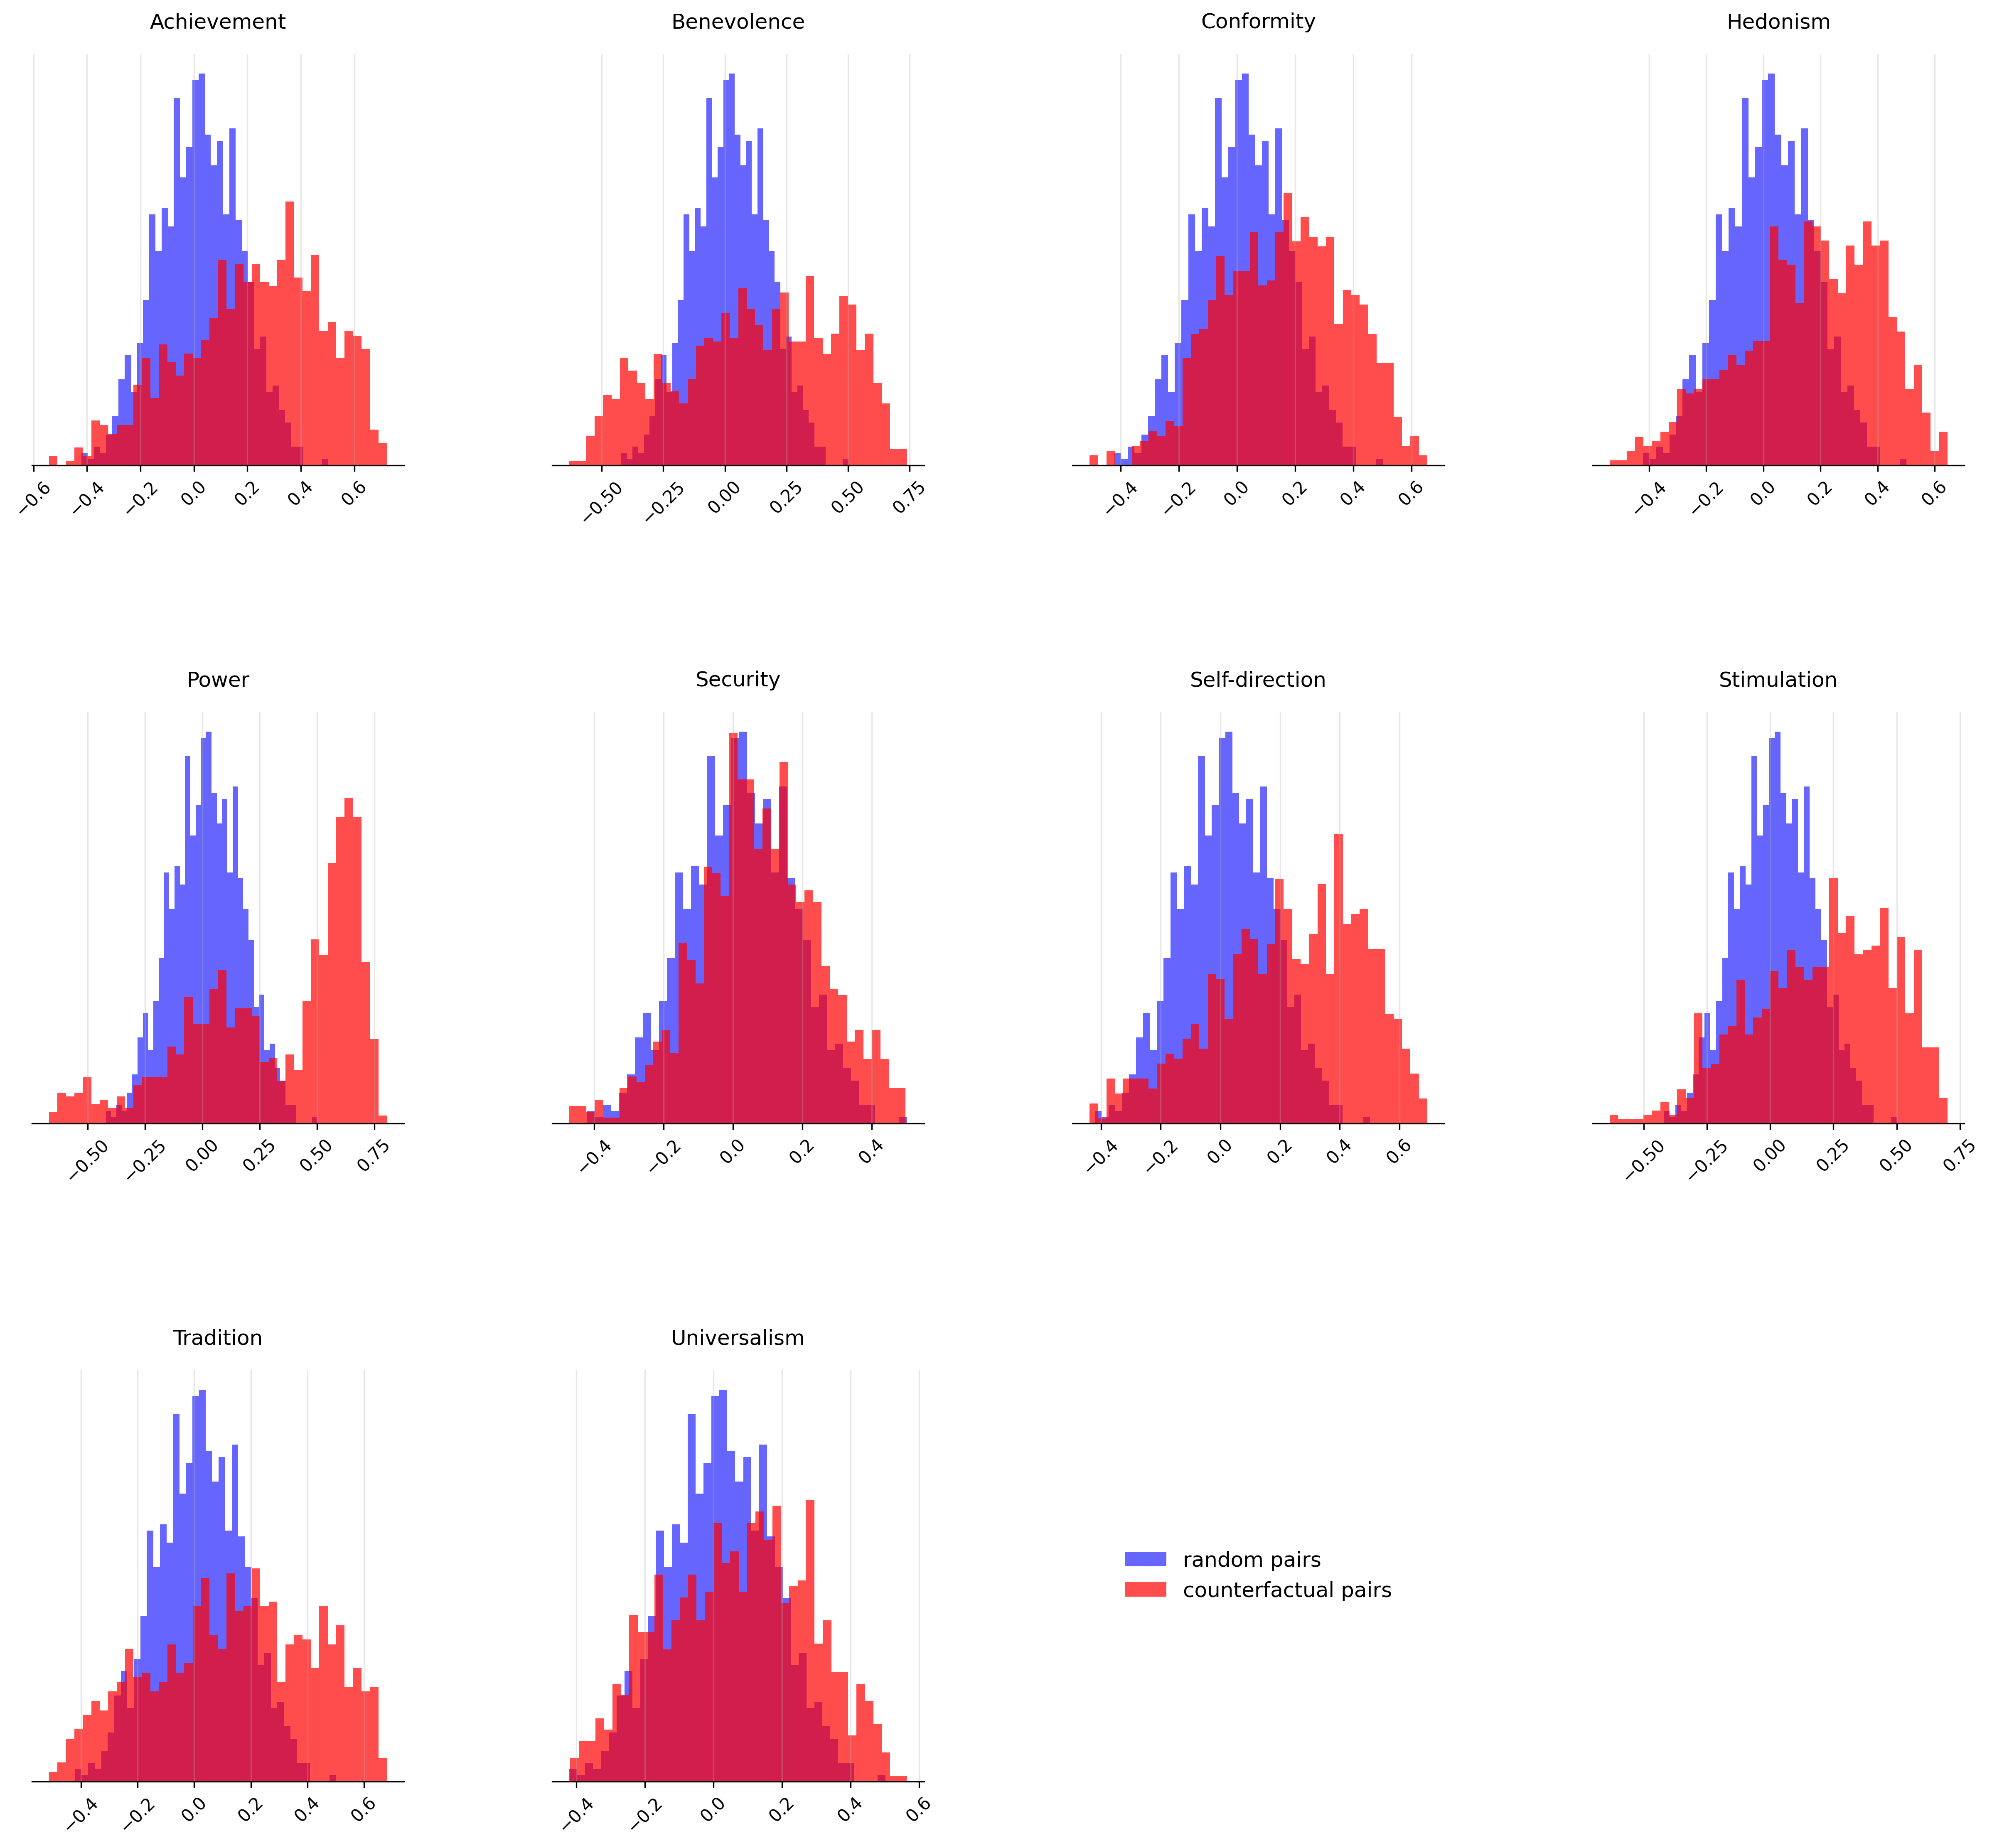 Achievement
Benevolence
Conformity
Hedonism
−0.6 −0.4 −0.2 0.0 0.2 0.4 0.6
−0.50 −0.25 0.00 0.25 0.50 0.75
−0.4 −0.2 0.0 0.2 0.4 0.6
−0.4 −0.2 0.0 0.2 0.4 0.6
Power
Security
Self-direction
Stimulation
−0.50 −0.25 0.00 0.25 0.50 0.75
−0.4 −0.2 0.0 0.2 0.4
−0.4 −0.2 0.0 0.2 0.4 0.6
−0.50 −0.25 0.00 0.25 0.50 0.75
Tradition
Universalism
random pairs
counterfactual pairs
−0.4 −0.2 0.0 0.2 0.4 0.6
−0.4 −0.2 0.0 0.2 0.4 0.6